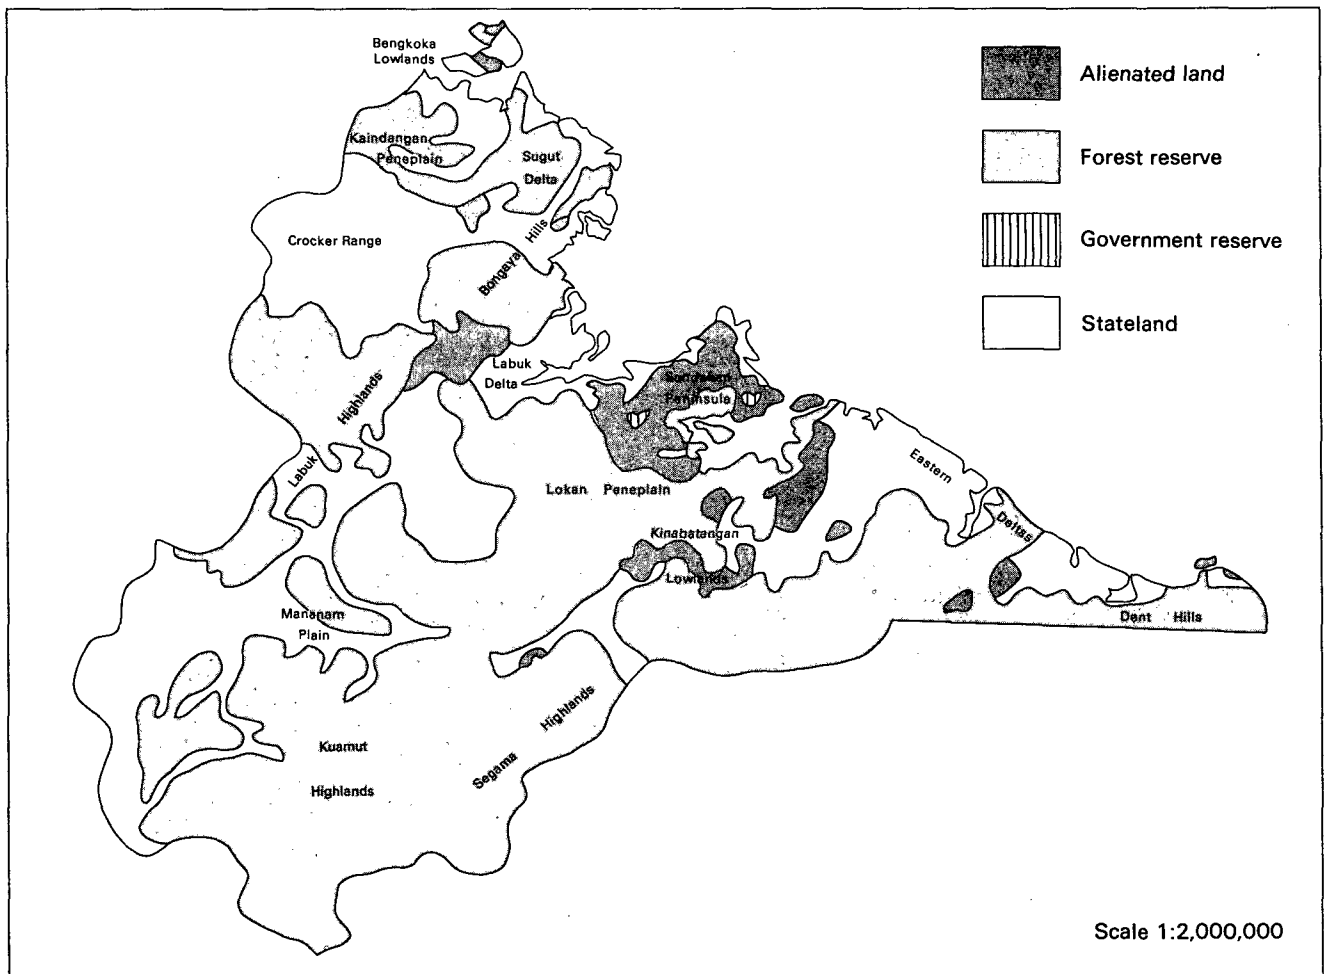 Bengkoka
Lowlands
Alienated land
Kaindangan
Peneplain
Sugut
Delta
Forest reserve
Crocker Range
Hills
Bongaya
Government reserve
Stateland
Labuk
Delta
Sandakan
Peninsula
Highlands
Labuk
Eastern
Deltas
Lokan Peneplain
Kinabatangan
Lowlands
Mananam
Plain
Dent Hills
Kuamut
Highlands
Segama
Highlands
Scale 1:2,000,000